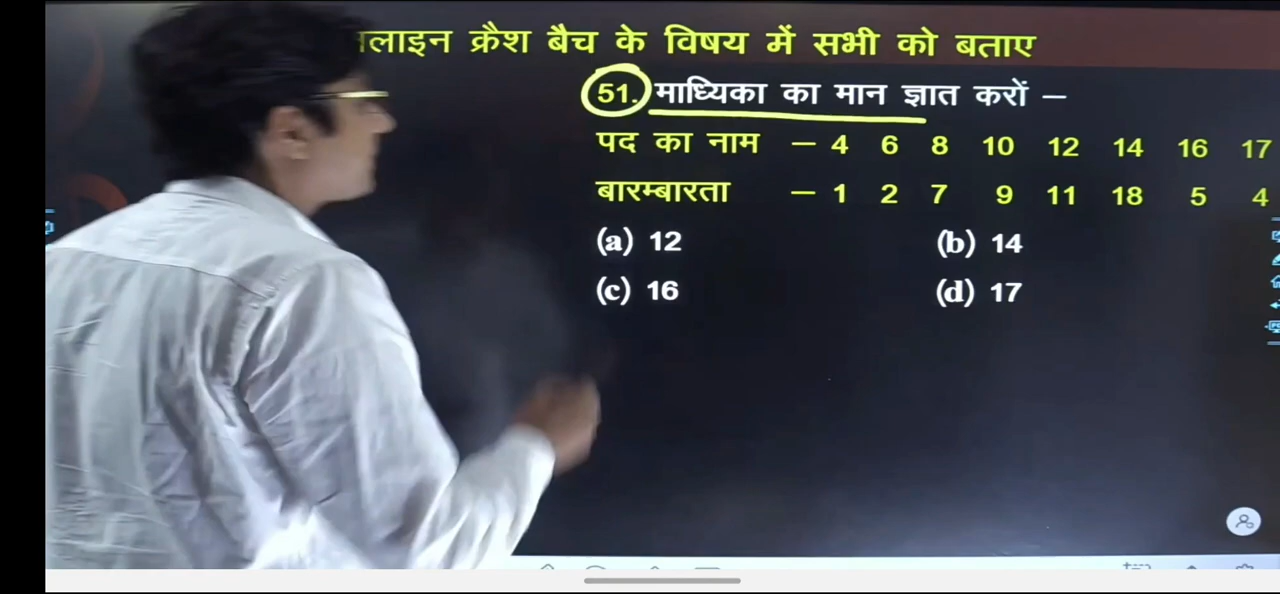 क्रैश बैच के विषय में सभी को बताए
51. माध्यिका का मान ज्ञात करों –
पद का नाम – 4 6 8 10 12 14 16 17
बारम्बारता – 1 2 7 9 11 18 5 4
(a) 12 (b) 14
(c) 16 (d) 17